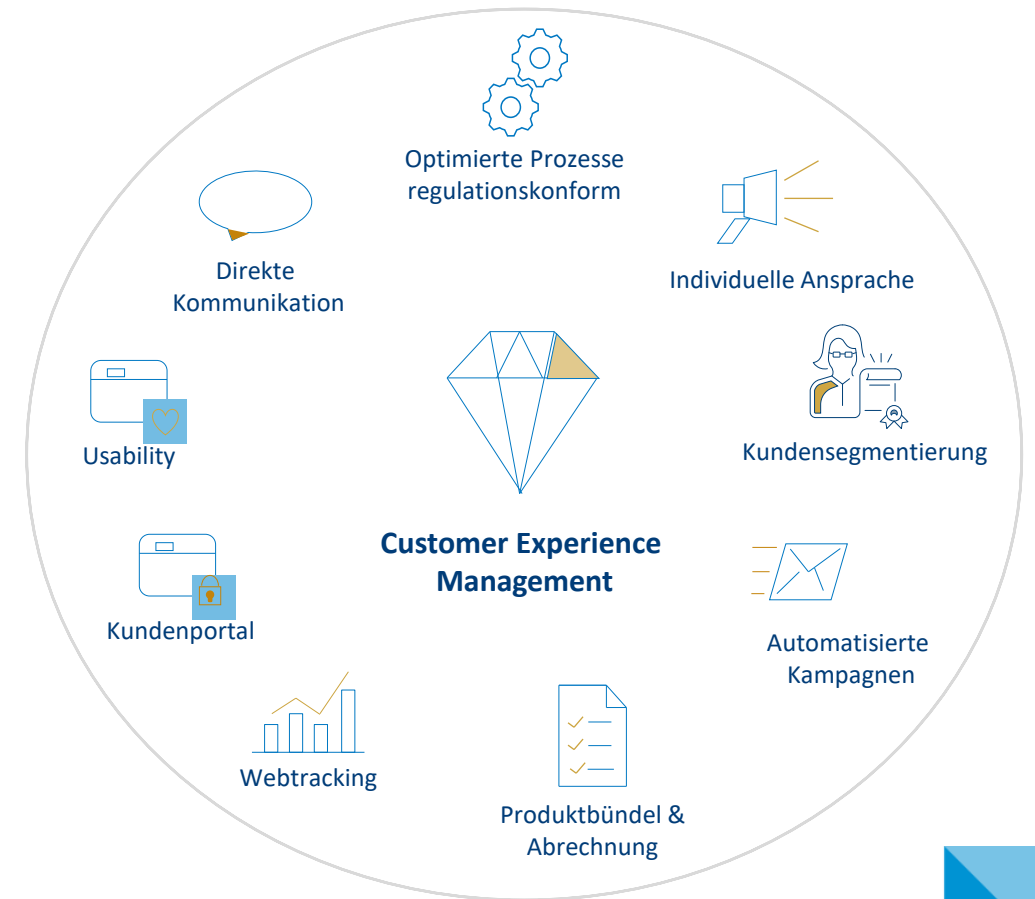 Optimierte Prozesse
regulationskonform
Direkte
Kommunikation
Individuelle Ansprache
Usability
Kundensegmentierung
Customer Experience
Management
Kundenportal
Automatisierte
Kampagnen
Webtracking
Produktbündel &
Abrechnung